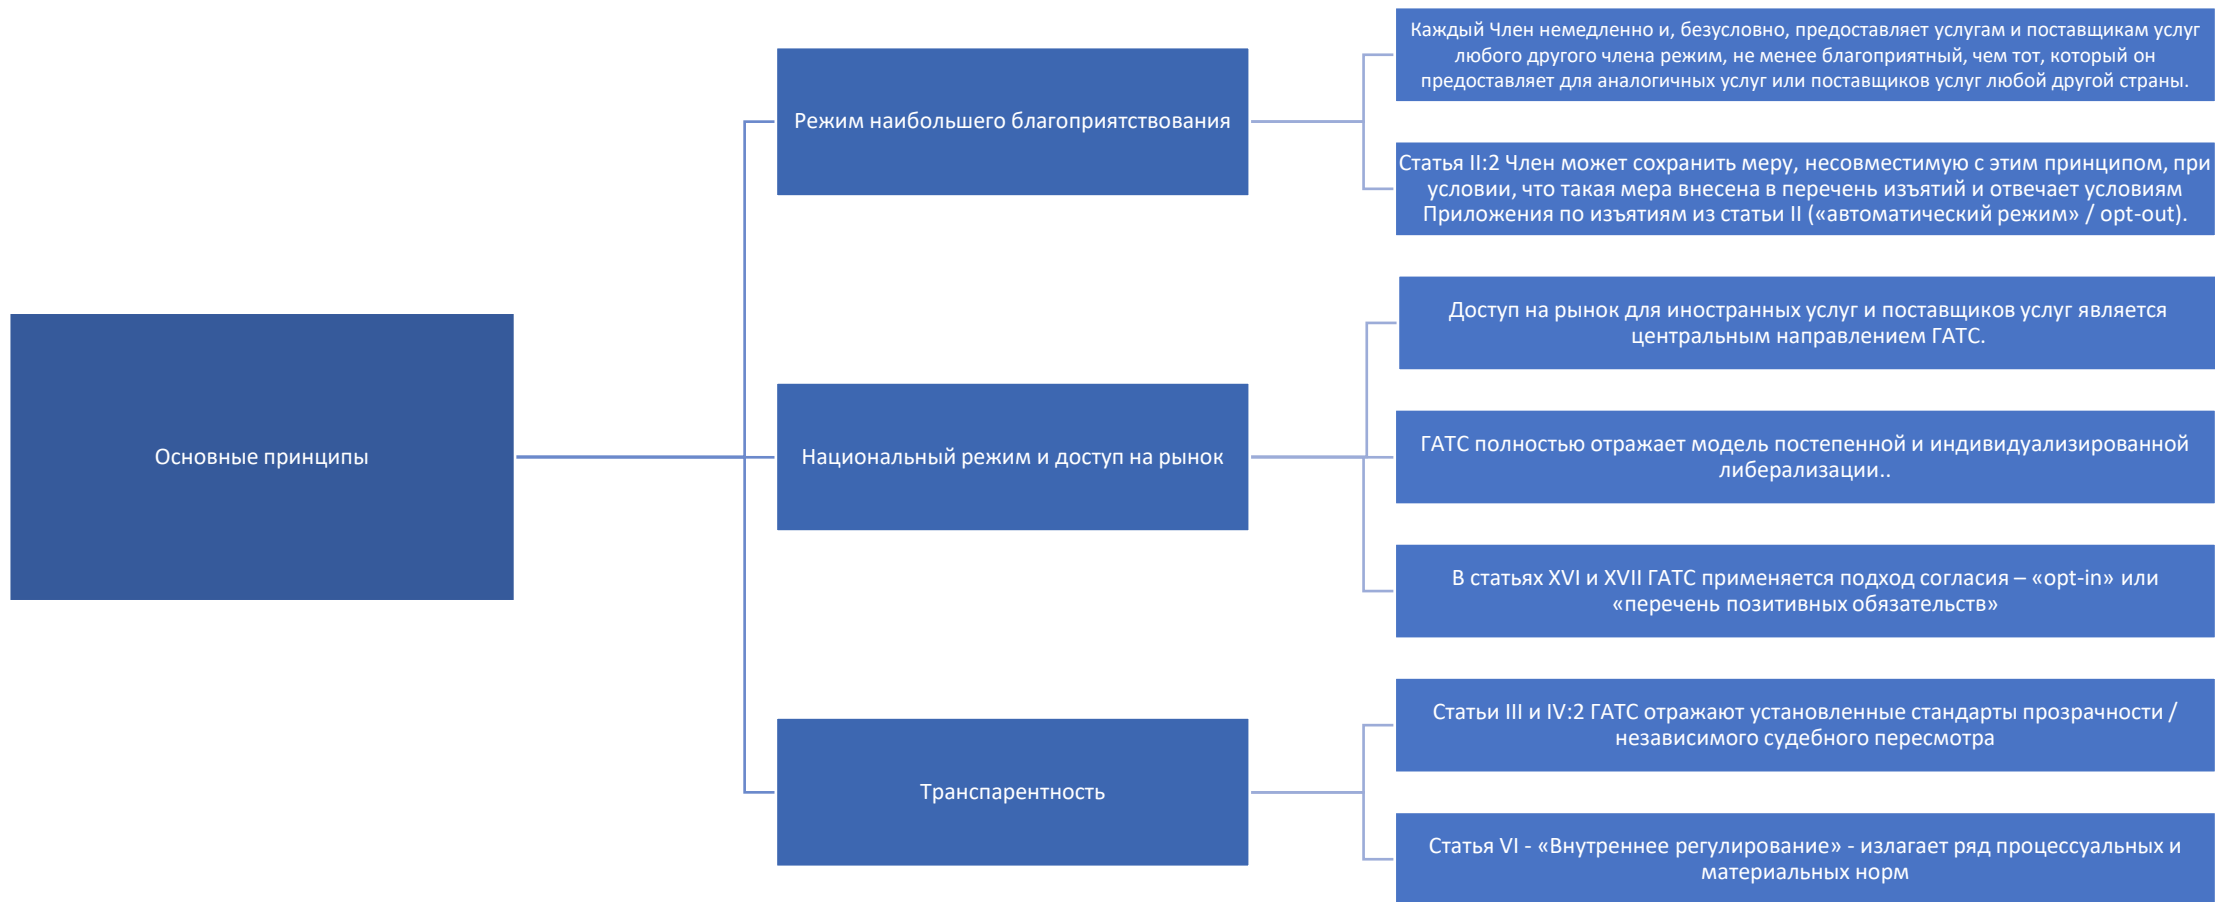 Основные принципы
Режим наибольшего благоприятствования
Каждый Член немедленно и, безусловно, предоставляет услугам и поставщикам услуг
любого другого члена режим, не менее благоприятный, чем тот, который он
предоставляет для аналогичных услуг или поставщиков услуг любой другой страны.
Статья II:2 Член может сохранить меру, несовместимую с этим принципом, при
условии, что такая мера внесена в перечень изъятий и отвечает условиям
Приложения по изъятиям из статьи II («автоматический режим» / opt-out).
Национальный режим и доступ на рынок
Доступ на рынок для иностранных услуг и поставщиков услуг является
центральным направлением ГАТС.
ГАТС полностью отражает модель постепенной и индивидуализированной
либерализации..
В статьях XVI и XVII ГАТС применяется подход согласия – «opt-in» или
«перечень позитивных обязательств»
Транспарентность
Статьи III и IV:2 ГАТС отражают установленные стандарты прозрачности /
независимого судебного пересмотра
Статья VI - «Внутреннее регулирование» - излагает ряд процессуальных и
материальных норм